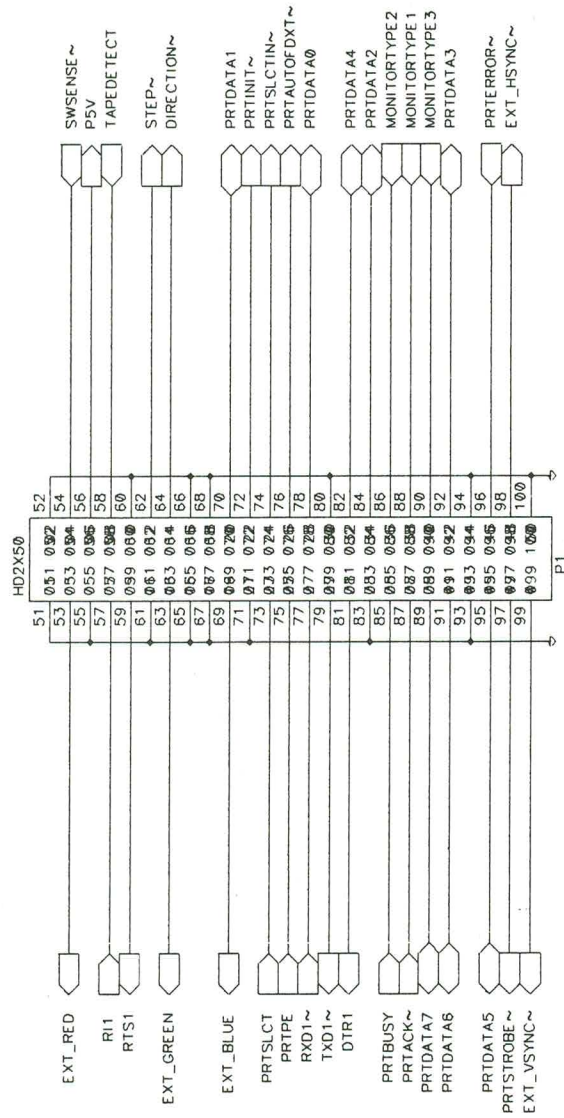 HD2X50
EXT_RED
RI1
RTS1
EXT_GREEN
EXT_BLUE
PRTSLCT
PRTPE
RXD1~
TXD1~
DTR1
PRTBUSY
PRTACK~
PRTDATA7
PRTDATA6
PRTDATA5
PRTSTROBE~
EXT_VSYNC~
51
53
55
57
59
61
63
65
67
69
71
73
75
77
79
81
83
85
87
89
91
93
95
97
99
52
54
56
58
60
62
64
66
68
70
72
74
76
78
80
82
84
86
88
90
92
94
96
98
100
SWSENSE~
P5V
TAPEDETECT
STEP~
DIRECTION~
PRTDATA1
PRTINIT~
PRTSLCTIN~
PRTAUTOFDXT~
PRTDATA0
PRTDATA4
PRTDATA2
MONITORTYPE2
MONITORTYPE1
MONITORTYPE3
PRTDATA3
PRTERROR~
EXT_HSYNC~
P1